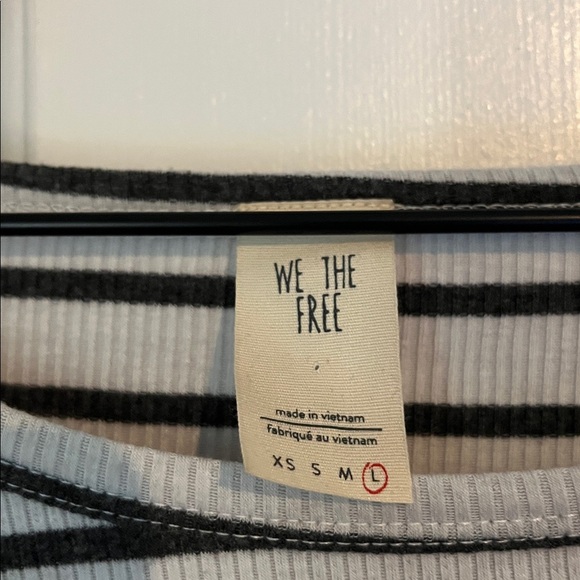 WE THE
FREE
made in vietnam
fabriqué au vietnam
XS S M L